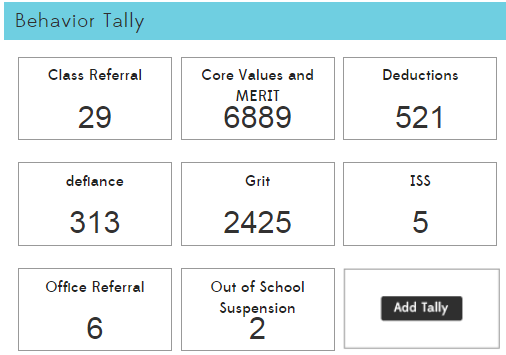 Behavior Tally
Class Referral
29
Core Values and
MERIT
6889
Deductions
521
defiance
313
Grit
2425
ISS
5
Office Referral
6
Out of School
Suspension
2
Add Tally